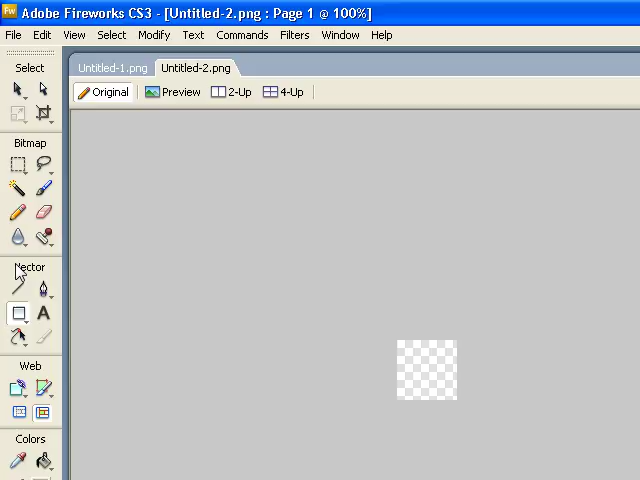 Fw Adobe Fireworks CS3 - [Untitled-2.png : Page 1 @ 100%]
File Edit View Select Modify Text Commands Filters Window Help
Select
Untitled-1.png Untitled-2.png
Original Preview 2-Up 4-Up
Bitmap
Vector
A
Web
Colors